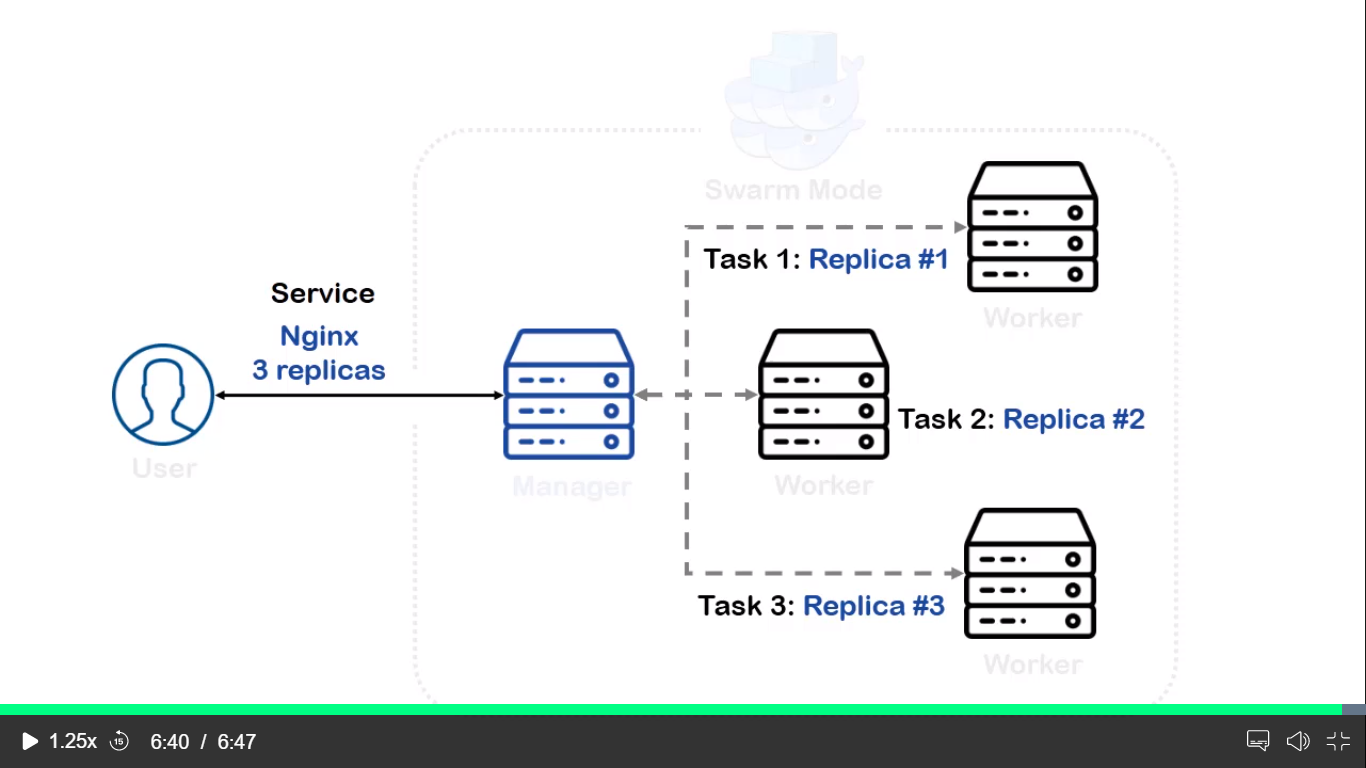 Swarm Mode
Task 1: Replica #1
Worker
Service
Nginx
3 replicas
User
Manager
Worker
Task 2: Replica #2
Task 3: Replica #3
Worker
1.25x
15
6:40 / 6:47